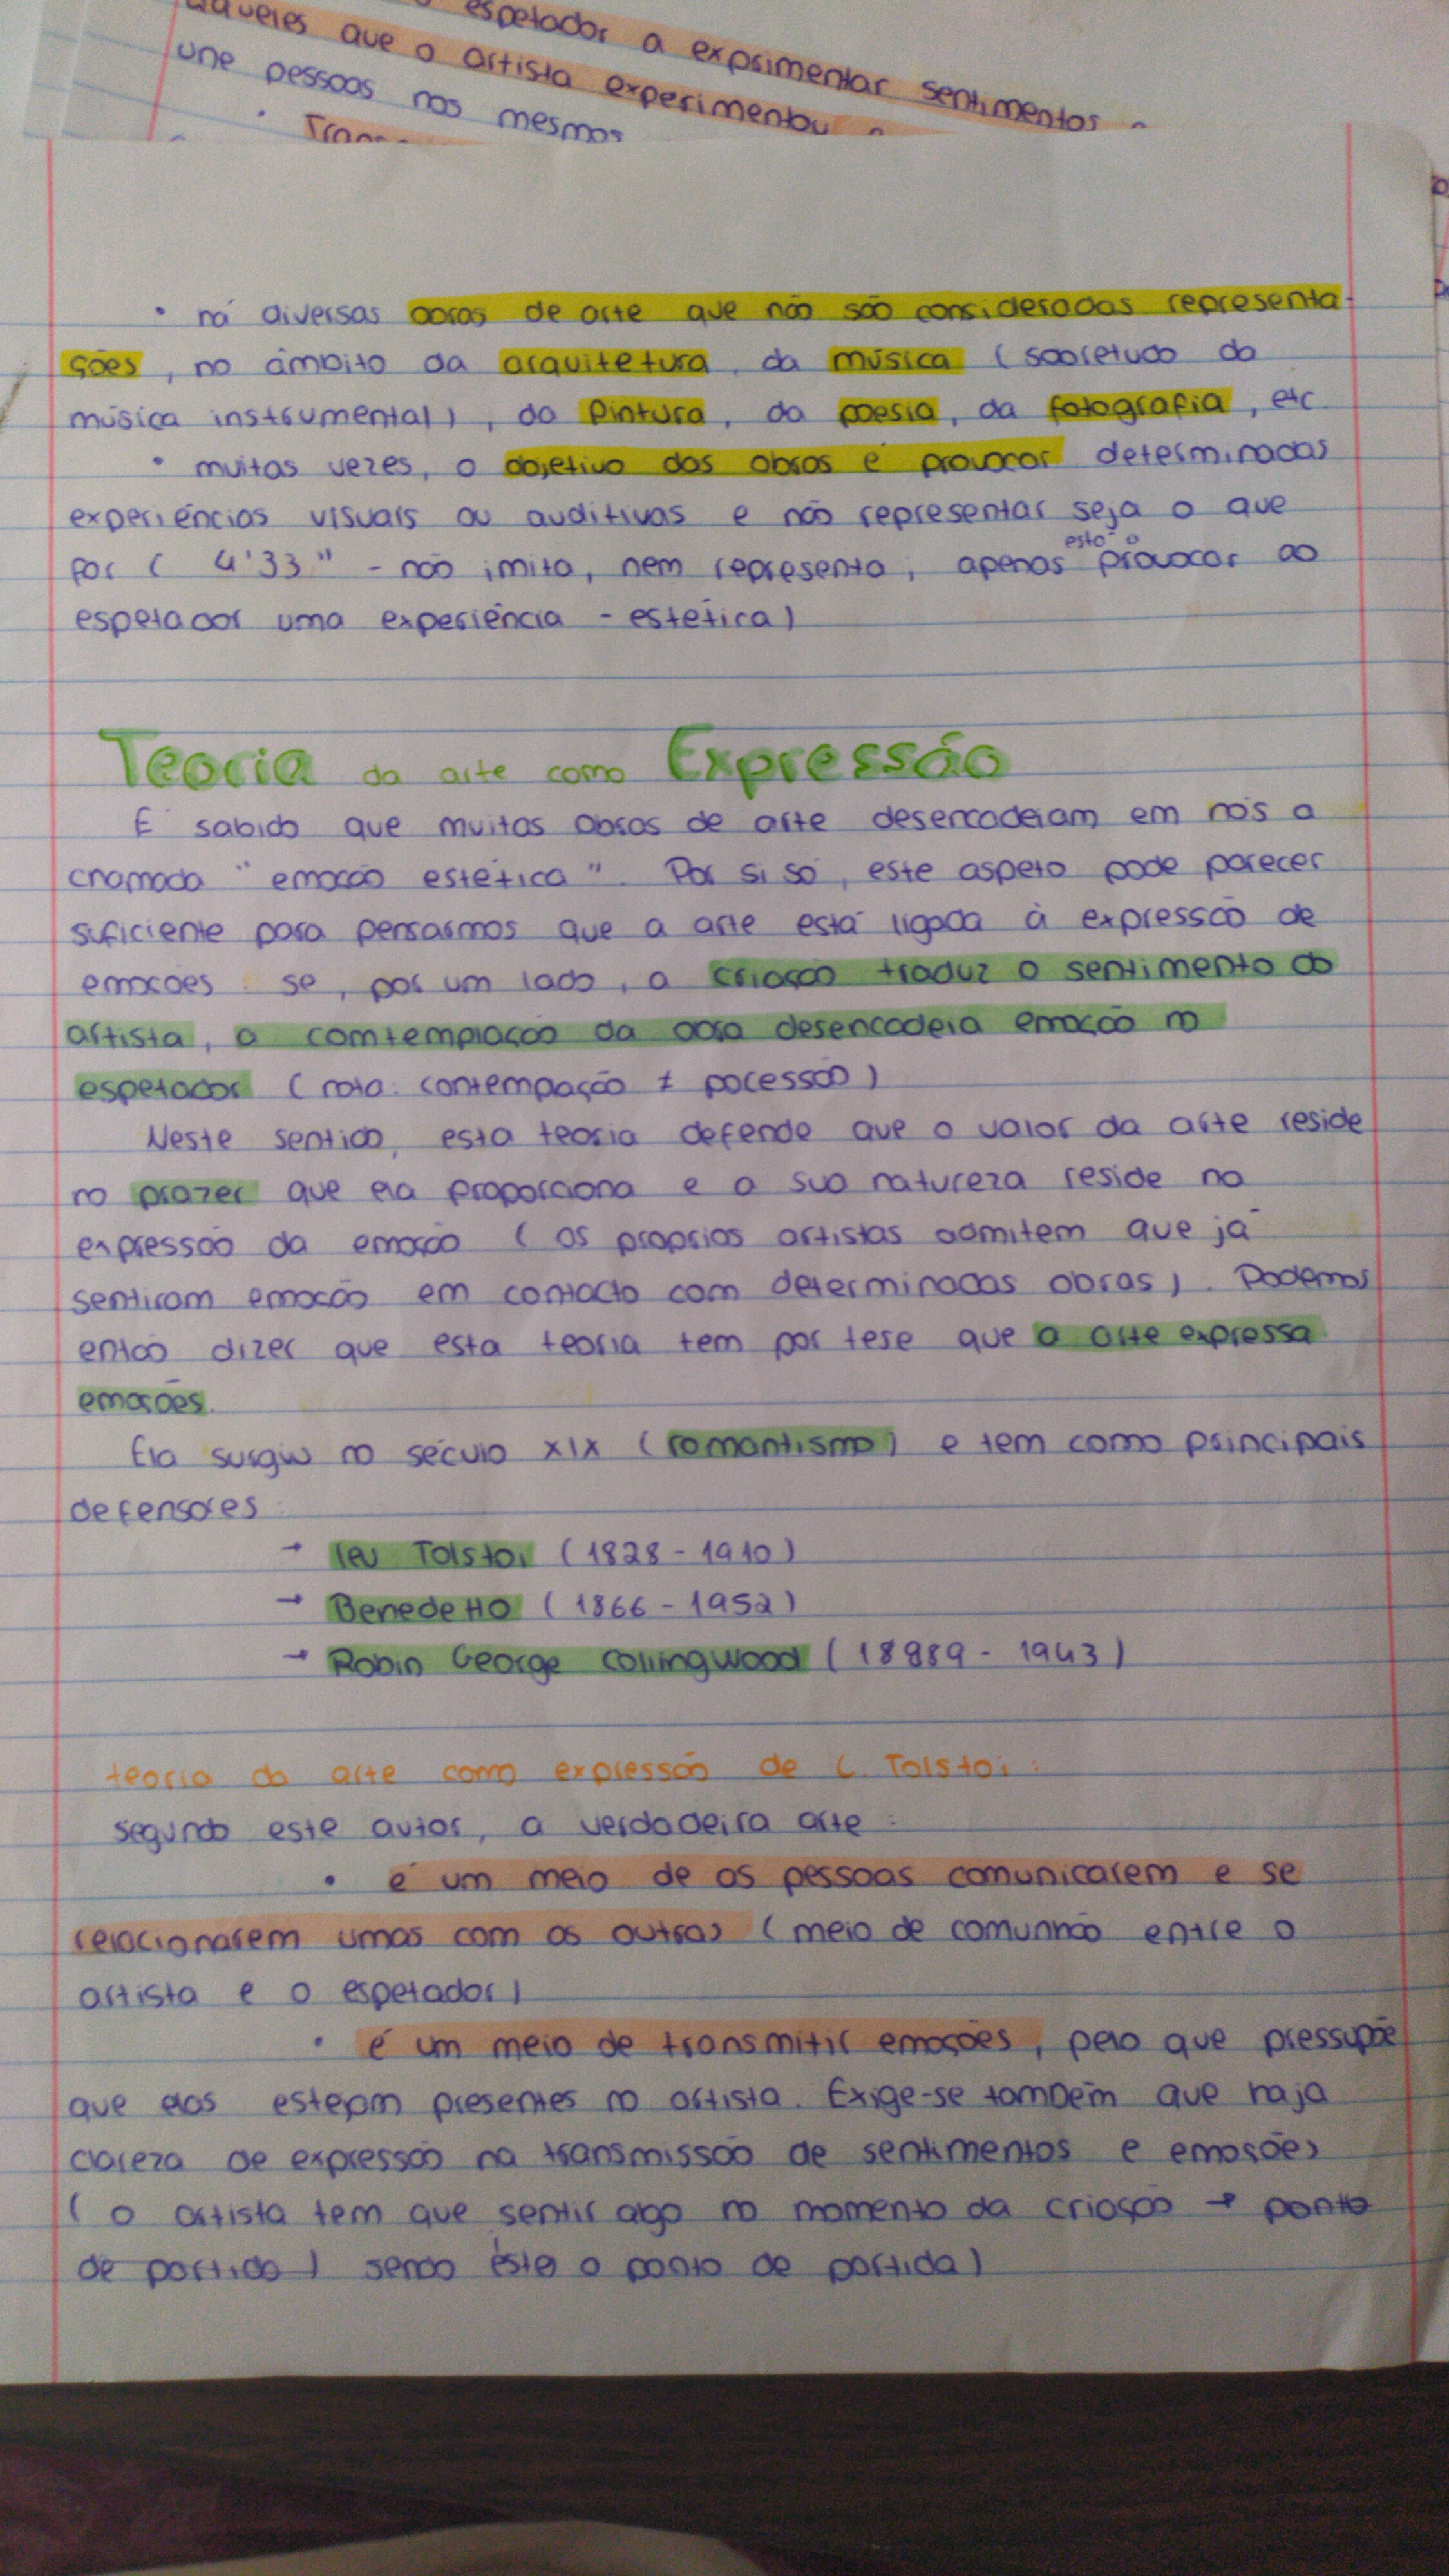 espetador a exprimentar sentimentos
àqueles que o artista experimentou
une pessoas nos mesmos
• há diversas obras de arte que não são consideradas representa-
ções, no âmbito da arquitetura, da música (sobretudo da
música instrumental), da pintura, da poesia, da fotografia, etc
• muitas vezes, o objetivo das obras é provocar determinadas
experiências visuais ou auditivas e não representar seja o que
for ( 4'33" - não imita, nem representa, apenas está a provocar ao
espetador uma experiência - estética)
Teoria da arte como Expressão
É sabido que muitas obras de arte desencadeiam em nós a
chamada "emoção estética". Por si só, este aspeto pode parecer
suficiente para pensarmos que a arte está ligada à expressão de
emoções: se, por um lado, a criação traduz o sentimento do
artista, a comtemplação da obra desencadeia emoção no
espetador (nota: contempação ≠ pocessão)
Neste sentido, esta teoria defende que o valor da arte reside
no prazer que ela proporciona e a sua natureza reside na
expressão da emoção (os próprios artistas admitem que já
sentiram emoção em contacto com determinadas obras). Podemos
então dizer que esta teoria tem por tese que a arte expressa
emoções.
Ela surgiu no século XIX (romantismo) e tem como principais
defensores:
→ Leu Tolstoi (1828 - 1910)
→ Benedetto (1866 - 1952)
→ Robin George Collingwood (18889 - 1943)
teoria da arte como expressão de L. Tolstoi:
segundo este autor, a verdadeira arte:
• é um meio de as pessoas comunicarem e se
relacionarem umas com as outras (meio de comunhão entre o
artista e o espetador)
• é um meio de transmitir emoções, pelo que pressupõe
que elas estejam presentes no artista. Exige-se também que haja
clareza de expressão na transmissão de sentimentos e emoções
(o artista tem que sentir algo no momento da criação → ponto
de partida) sendo este o ponto de partida)